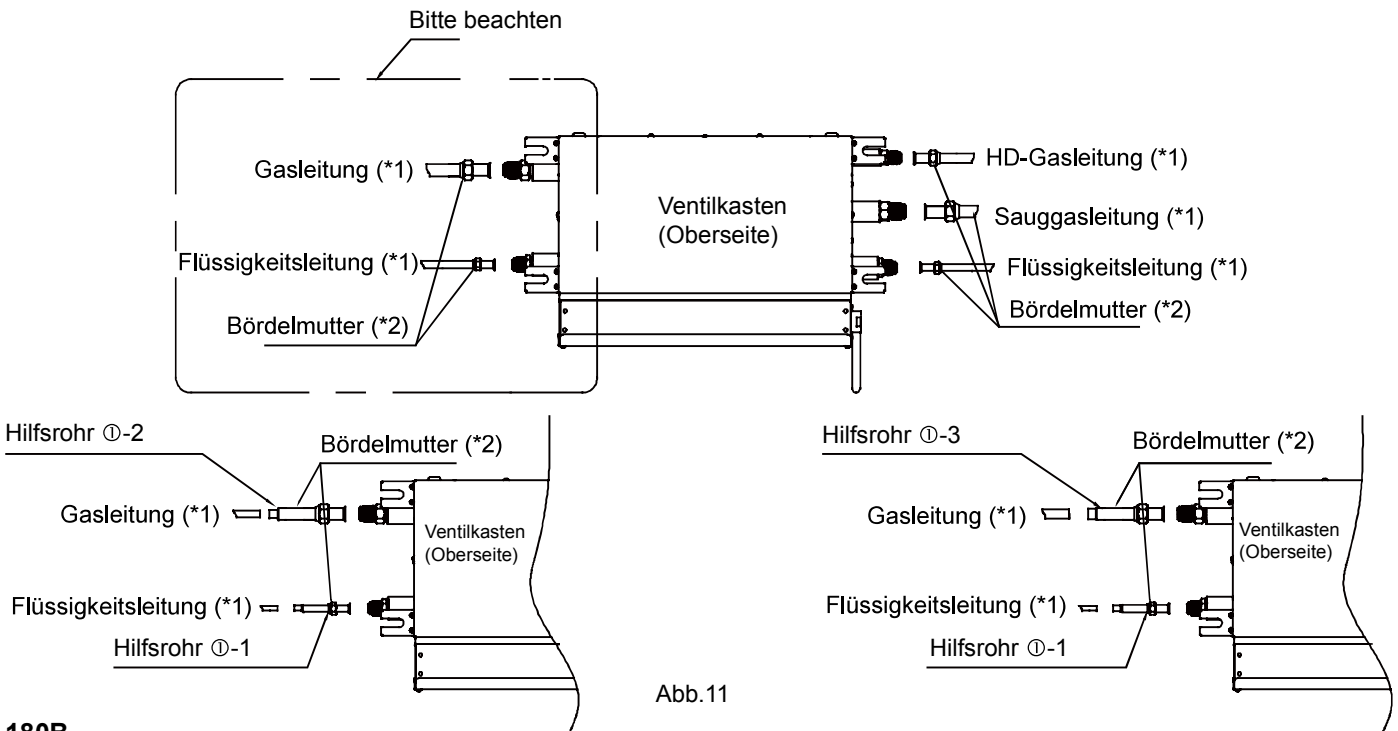 Bitte beachten
Gasleitung (*1)
HD-Gasleitung (*1)
Ventilkasten
(Oberseite)
Sauggasleitung (*1)
Flüssigkeitsleitung (*1)
Flüssigkeitsleitung (*1)
Bördelmutter (*2)
Bördelmutter (*2)
Hilfsrohr ①-2
Bördelmutter (*2)
Gasleitung (*1)
Ventilkasten
(Oberseite)
Flüssigkeitsleitung (*1)
Hilfsrohr ①-1
Hilfsrohr ①-3
Bördelmutter (*2)
Gasleitung (*1)
Ventilkasten
(Oberseite)
Flüssigkeitsleitung (*1)
Hilfsrohr ①-1
Abb.11